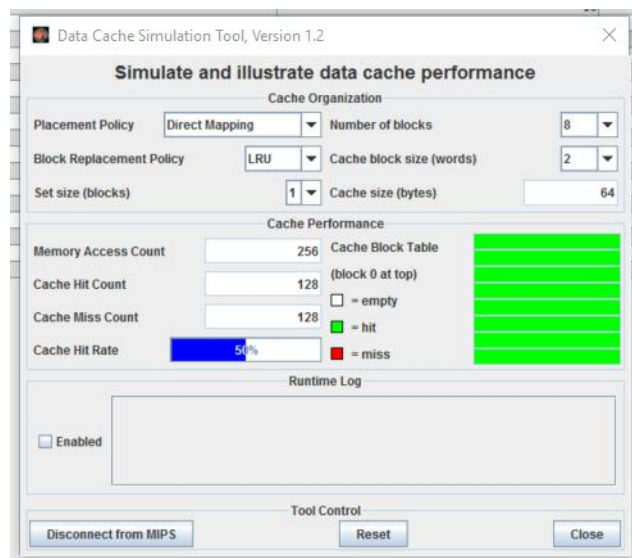 Data Cache Simulation Tool, Version 1.2
Simulate and illustrate data cache performance
Cache Organization
Placement Policy Direct Mapping Number of blocks 8
Block Replacement Policy LRU Cache block size (words) 2
Set size (blocks) 1 Cache size (bytes) 64
Cache Performance
Memory Access Count 256 Cache Block Table
(block 0 at top)
Cache Hit Count 128
= empty
Cache Miss Count 128
= hit
Cache Hit Rate 50% = miss
Runtime Log
Enabled
Tool Control
Disconnect from MIPS Reset Close